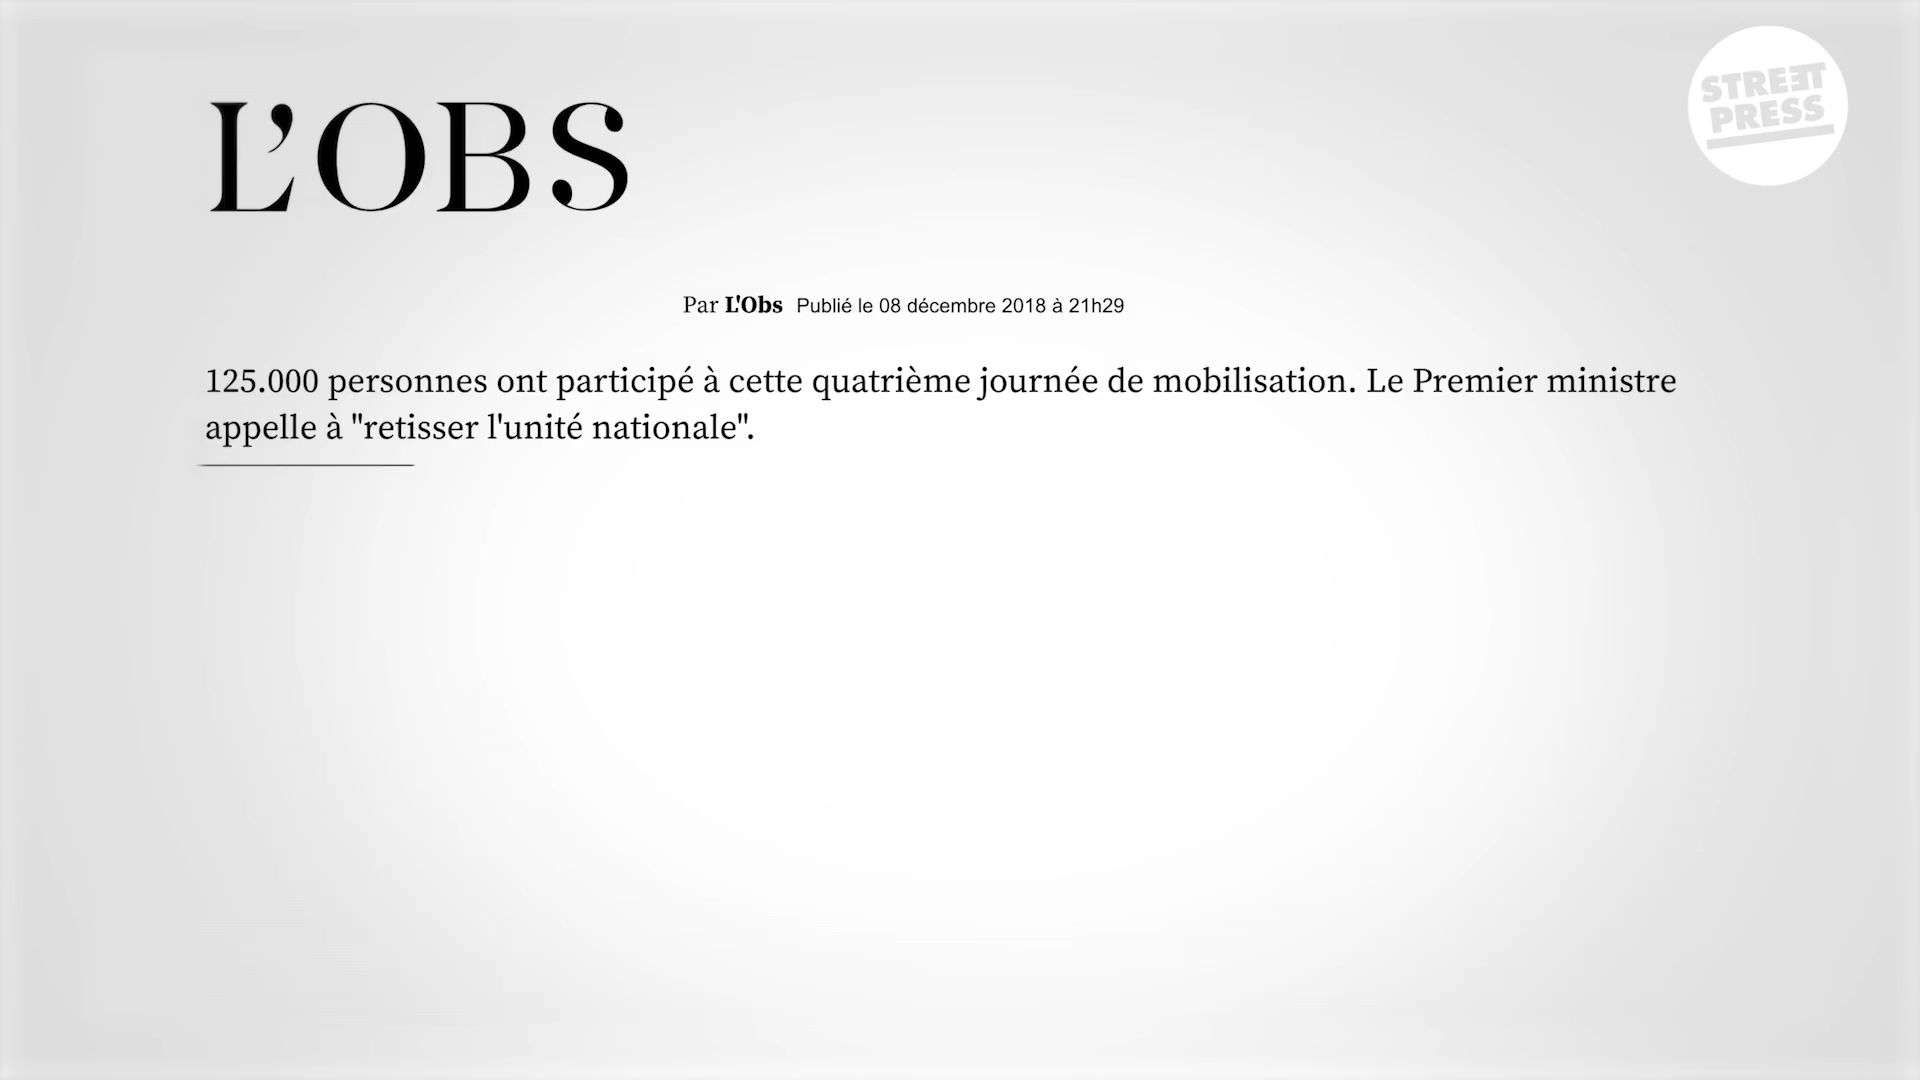 L'OBS
STREET
PRESS
Par L'Obs Publié le 08 décembre 2018 à 21h29
125.000 personnes ont participé à cette quatrième journée de mobilisation. Le Premier ministre
appelle à "retisser l'unité nationale".